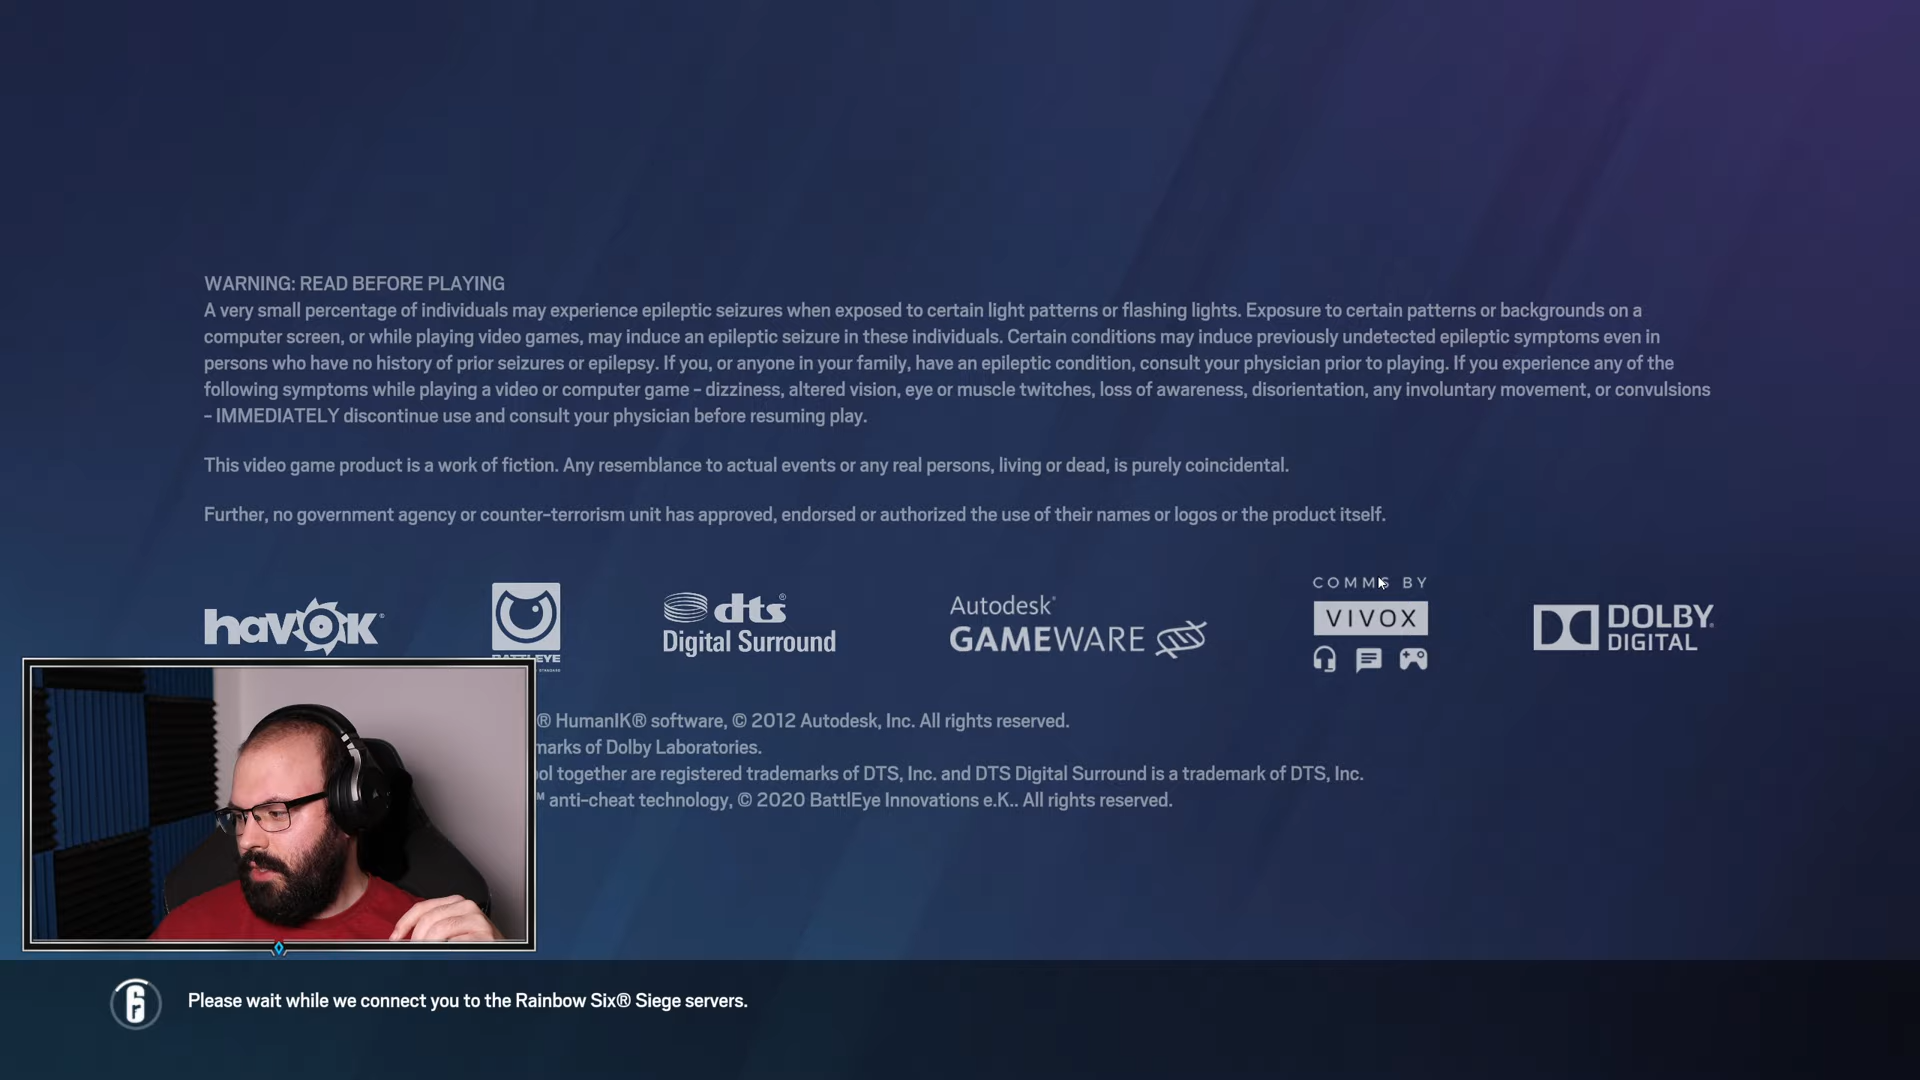 WARNING: READ BEFORE PLAYING
A very small percentage of individuals may experience epileptic seizures when exposed to certain light patterns or flashing lights. Exposure to certain patterns or backgrounds on a
computer screen, or while playing video games, may induce an epileptic seizure in these individuals. Certain conditions may induce previously undetected epileptic symptoms even in
persons who have no history of prior seizures or epilepsy. If you, or anyone in your family, have an epileptic condition, consult your physician prior to playing. If you experience any of the
following symptoms while playing a video or computer game - dizziness, altered vision, eye or muscle twitches, loss of awareness, disorientation, any involuntary movement, or convulsions
- IMMEDIATELY discontinue use and consult your physician before resuming play.
This video game product is a work of fiction. Any resemblance to actual events or any real persons, living or dead, is purely coincidental.
Further, no government agency or counter-terrorism unit has approved, endorsed or authorized the use of their names or logos or the product itself.
havok
BATTLEYE
dts®
Digital Surround
Autodesk®
GAMEWARE
COMMS BY
VIVOX
DOLBY®
DIGITAL
® HumanIK® software, © 2012 Autodesk, Inc. All rights reserved.
marks of Dolby Laboratories.
ol together are registered trademarks of DTS, Inc. and DTS Digital Surround is a trademark of DTS, Inc.
™ anti-cheat technology, © 2020 BattlEye Innovations e.K.. All rights reserved.
6
Please wait while we connect you to the Rainbow Six® Siege servers.